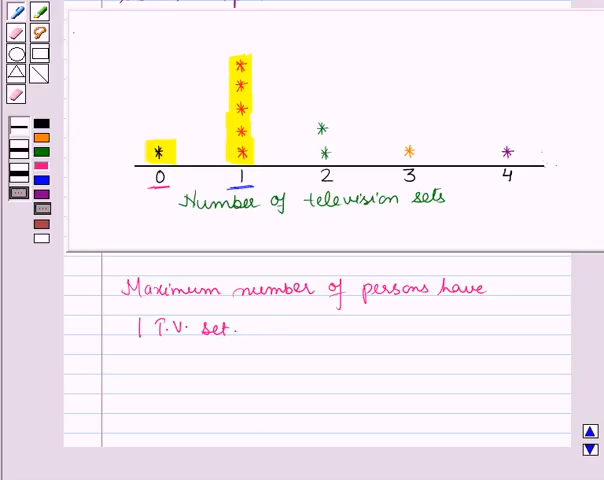 0 1 2 3 4
Number of television sets
Maximum number of persons have
1 T.V. set.